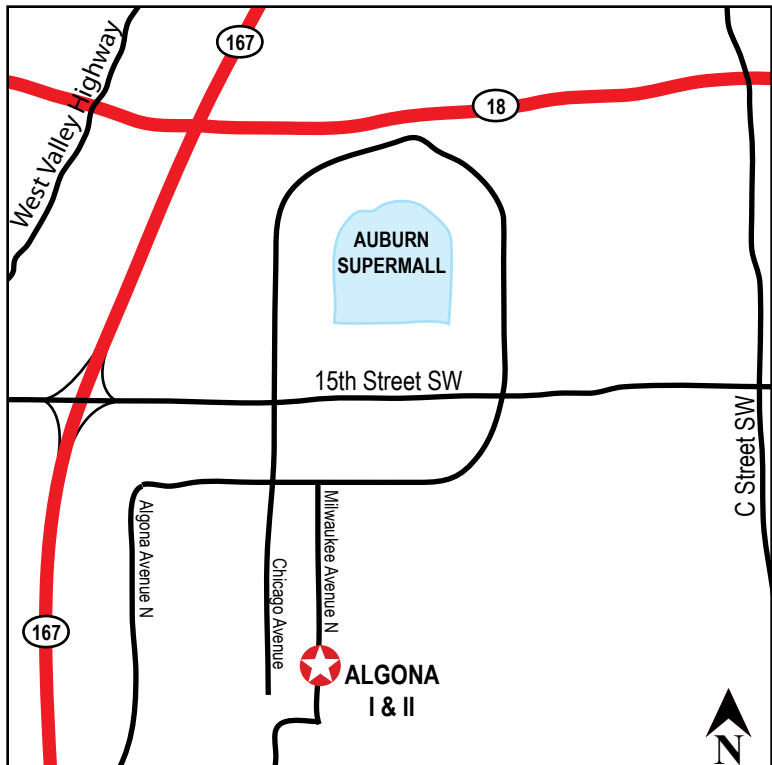 West Valley Highway
167
18
AUBURN
SUPERMALL
15th Street SW
C Street SW
Algona Avenue N
Milwaukee Avenue N
Chicago Avenue
167
ALGONA
I & II
N